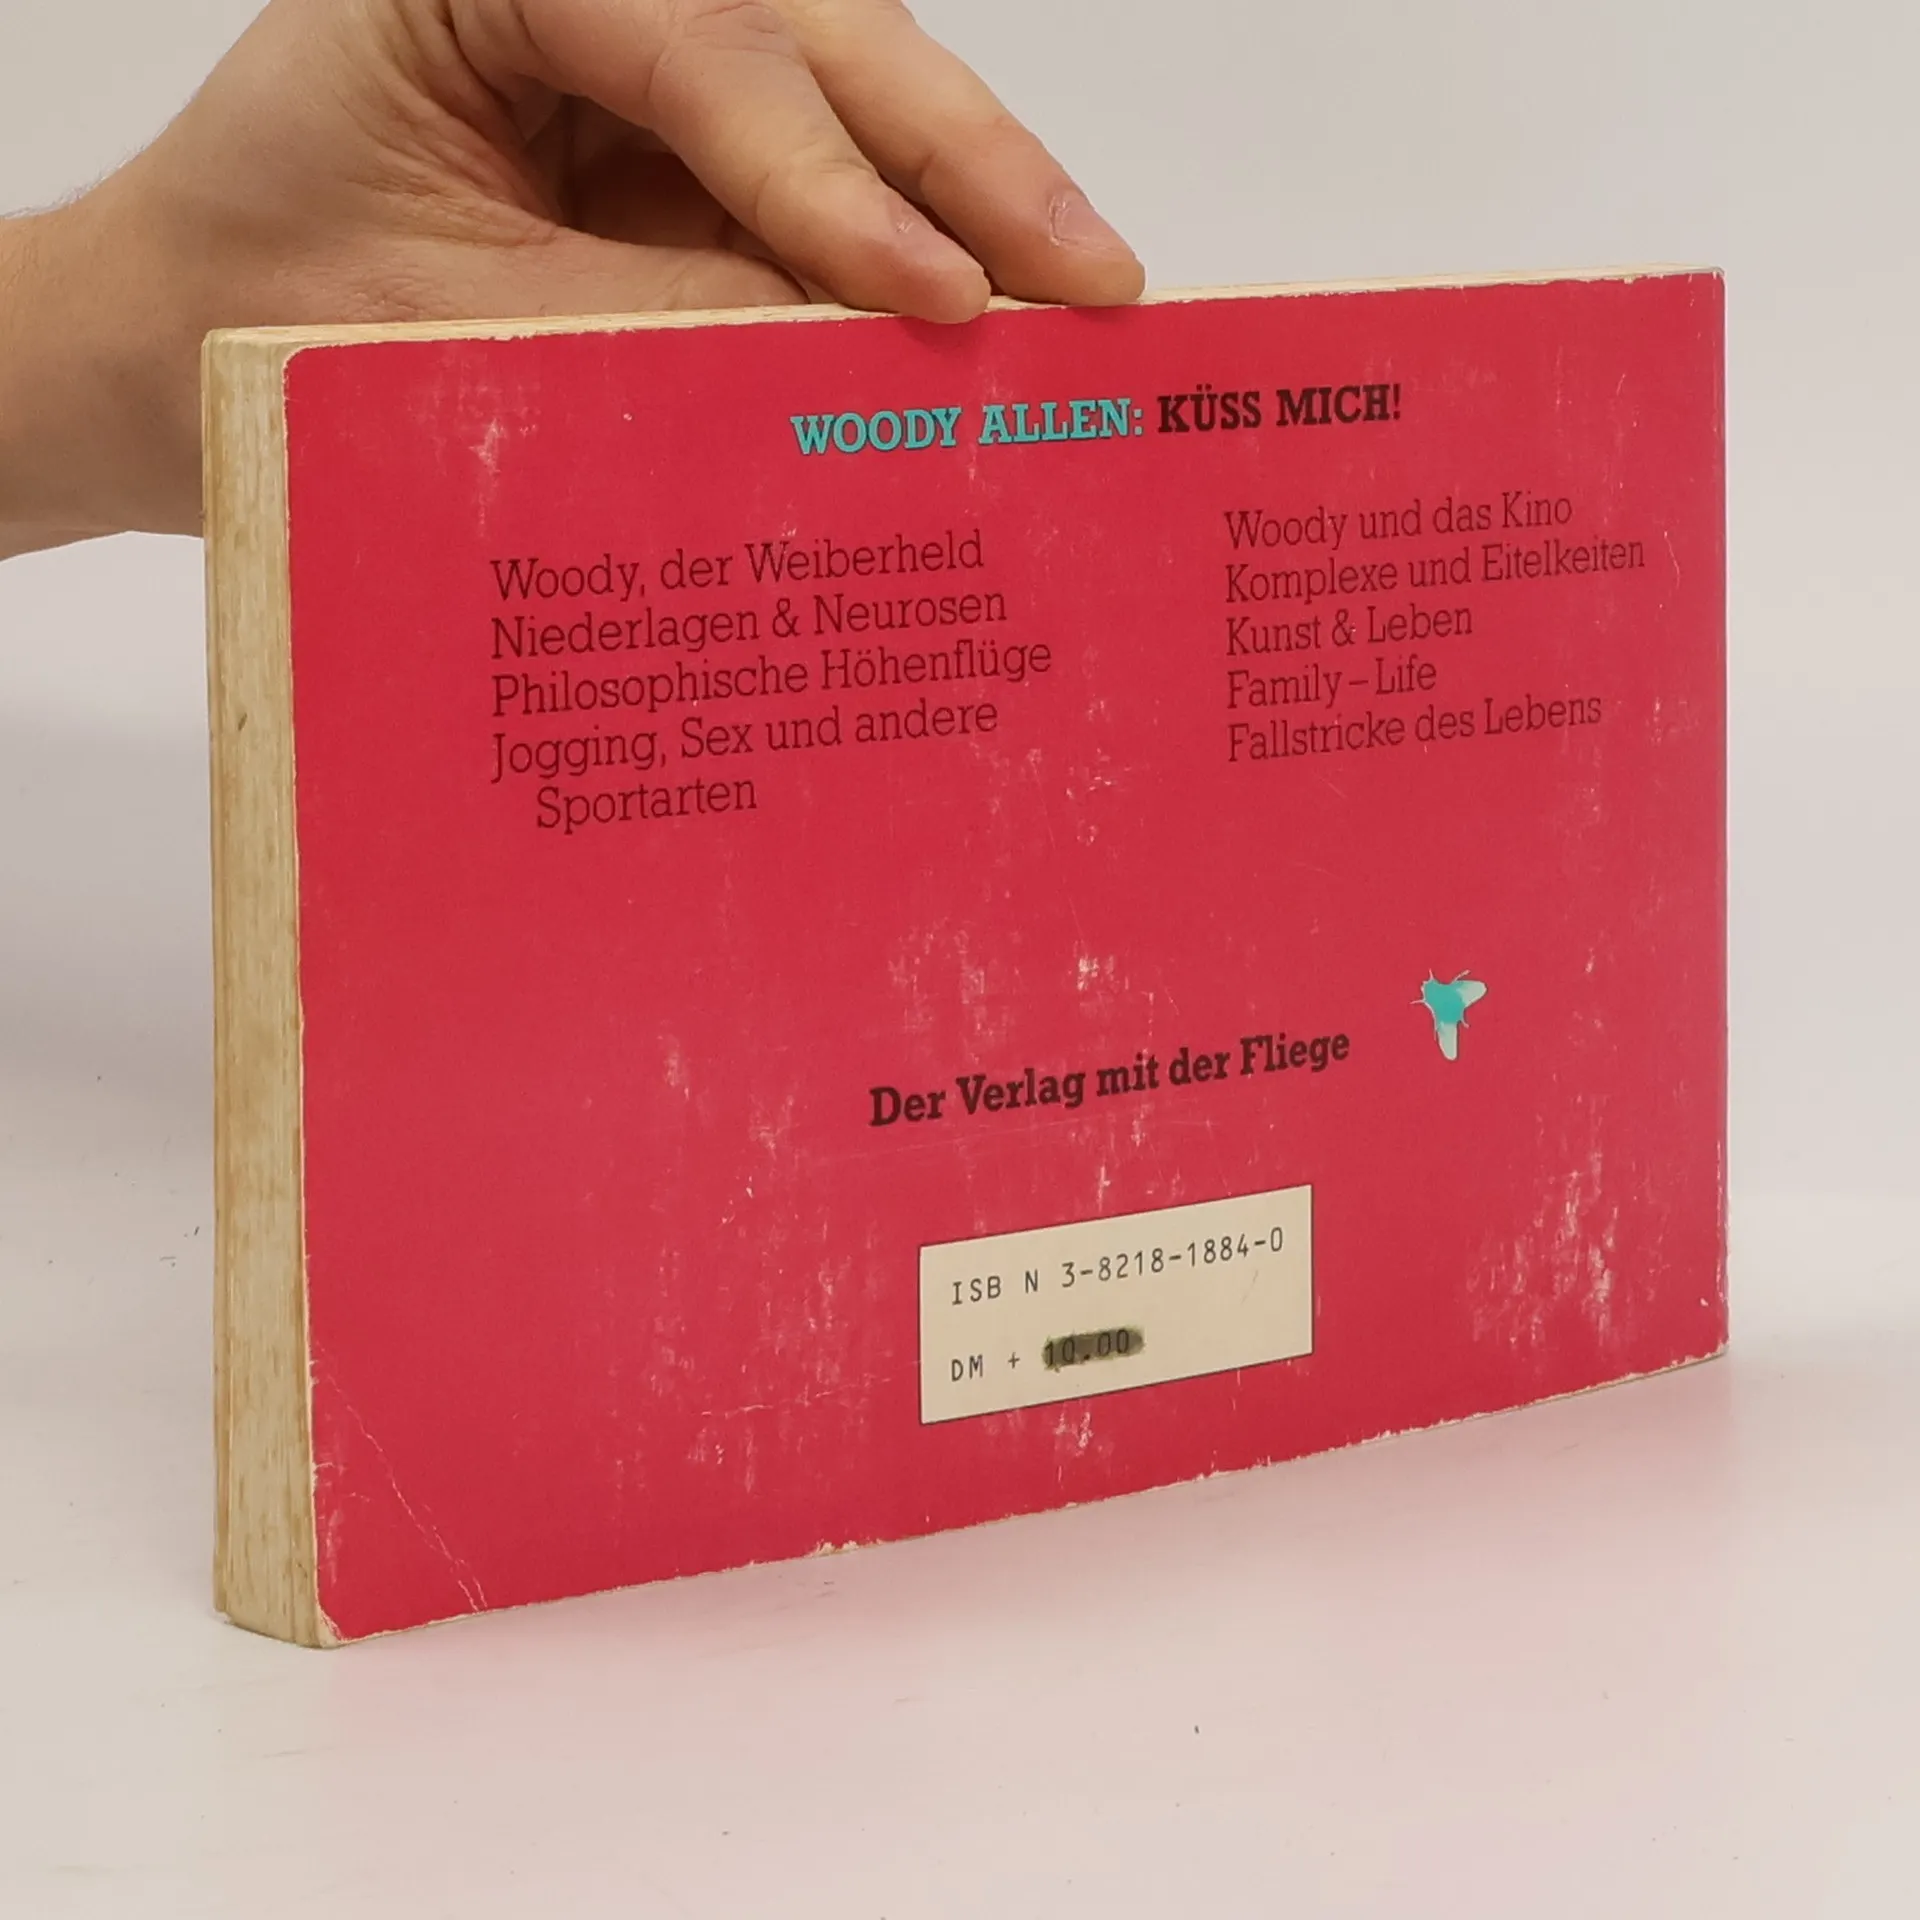 WOODY ALLEN: KÜSS MICH!
Woody, der Weiberheld
Niederlagen & Neurosen
Philosophische Höhenflüge
Jogging, Sex und andere
Sportarten
Woody und das Kino
Komplexe und Eitelkeiten
Kunst & Leben
Family – Life
Fallstricke des Lebens
Der Verlag mit der Fliege
ISB N 3-8218-1884-0
DM + 10.00